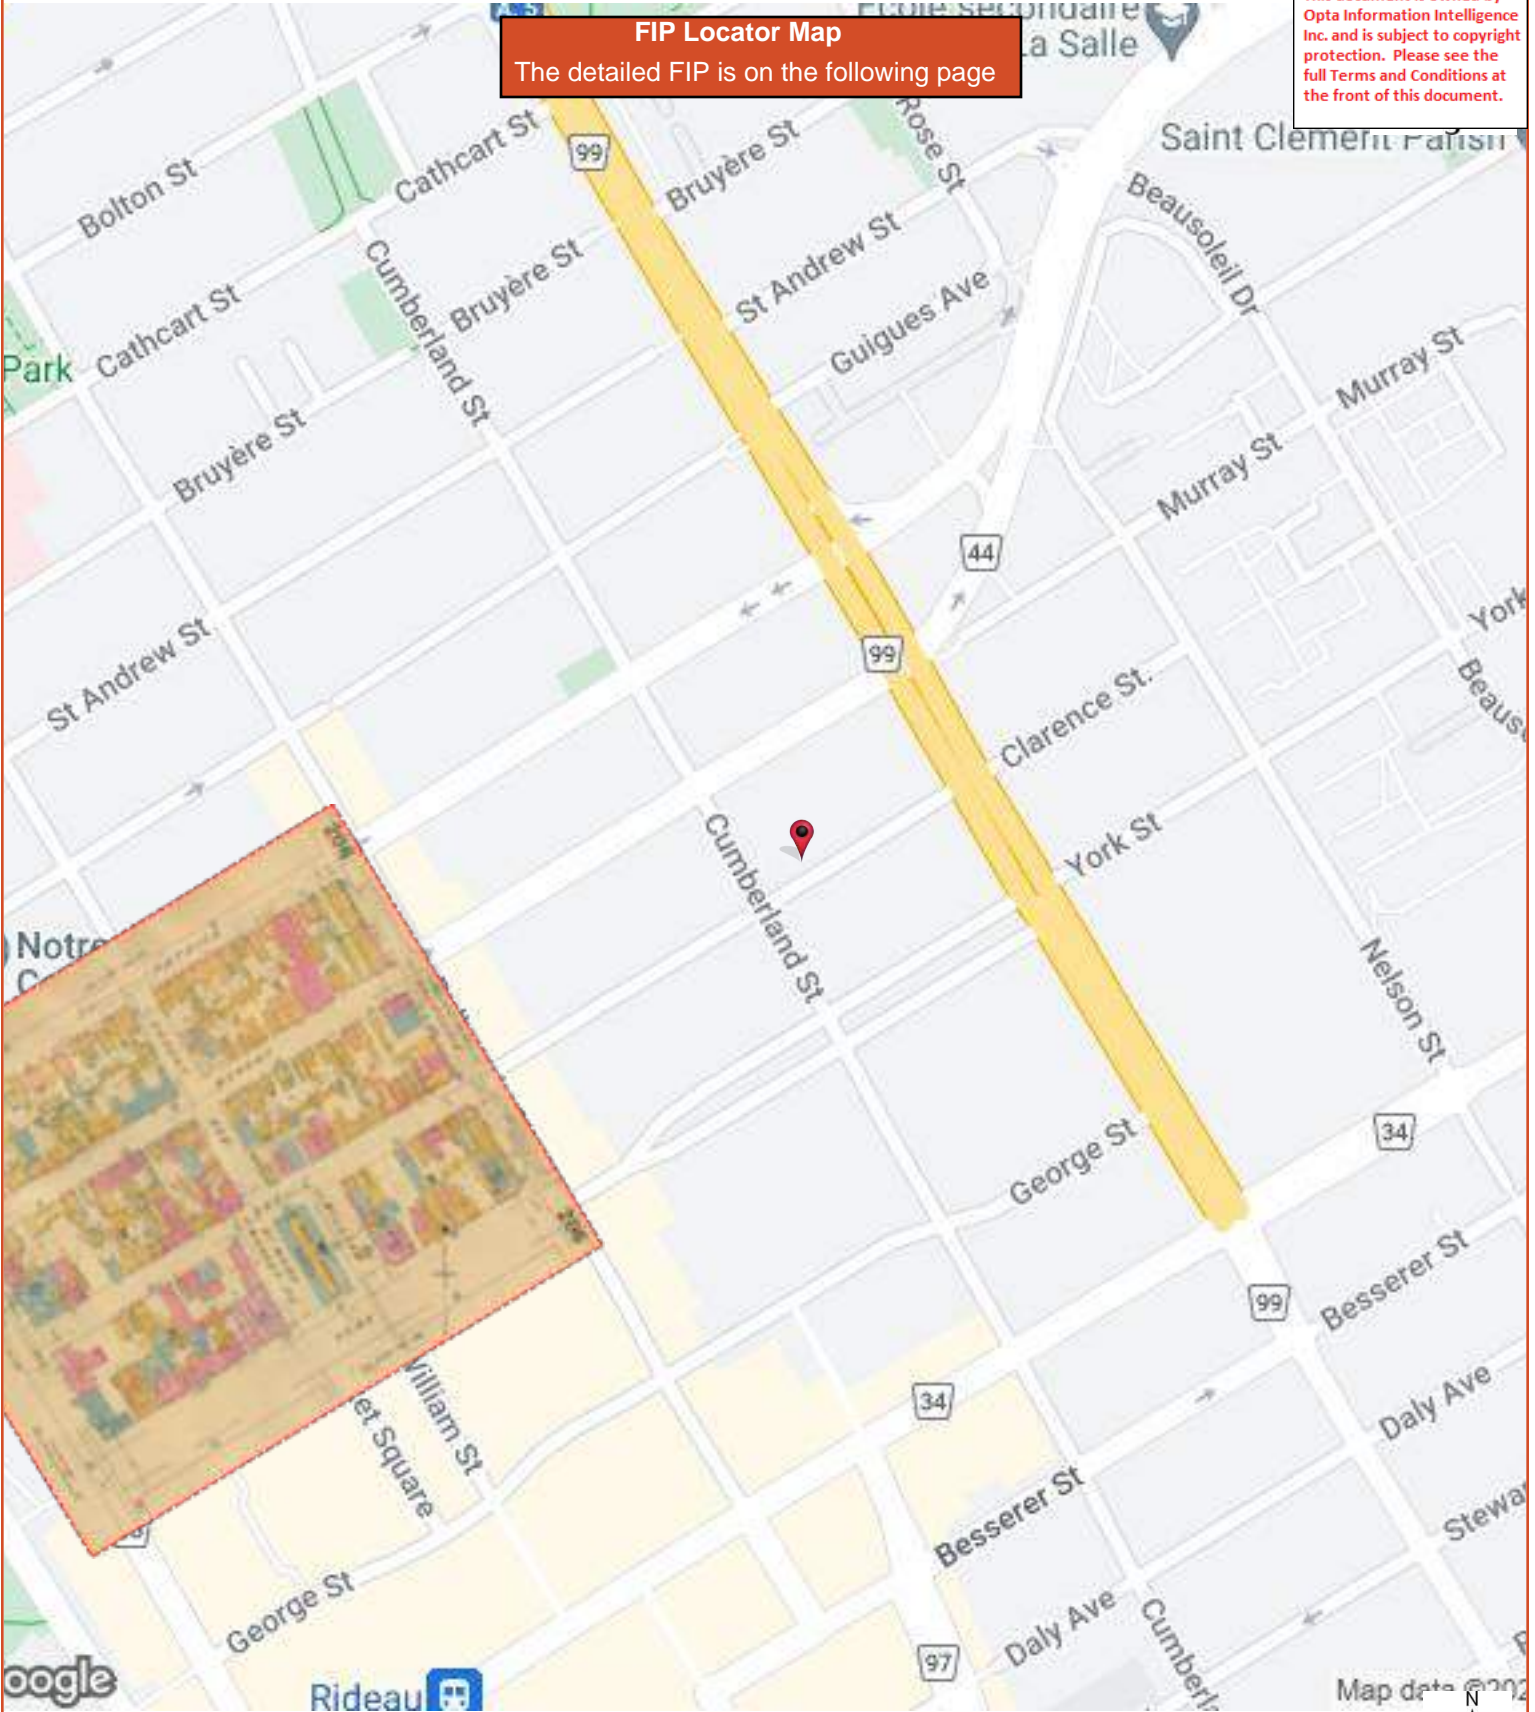 FIP Locator Map
The detailed FIP is on the following page
Opta Information Intelligence
Inc. and is subject to copyright
protection. Please see the
full Terms and Conditions at
the front of this document.
La Salle
Saint Clement Parish
Bolton St
Cathcart St
99
Bruyère St
Rose St
Beausoleil Dr
Cathcart St
Cumberland St
Bruyère St
St Andrew St
Guigues Ave
Park
Murray St
Bruyère St
Murray St
44
St Andrew St
99
York
Clarence St.
York St
Cumberland St
Notre
Nelson St
George St
34
99
Besserer St
34
Daly Ave
William St
et Square
Besserer St
George St
Daly Ave
97
Rideau
oogle
Map data
N